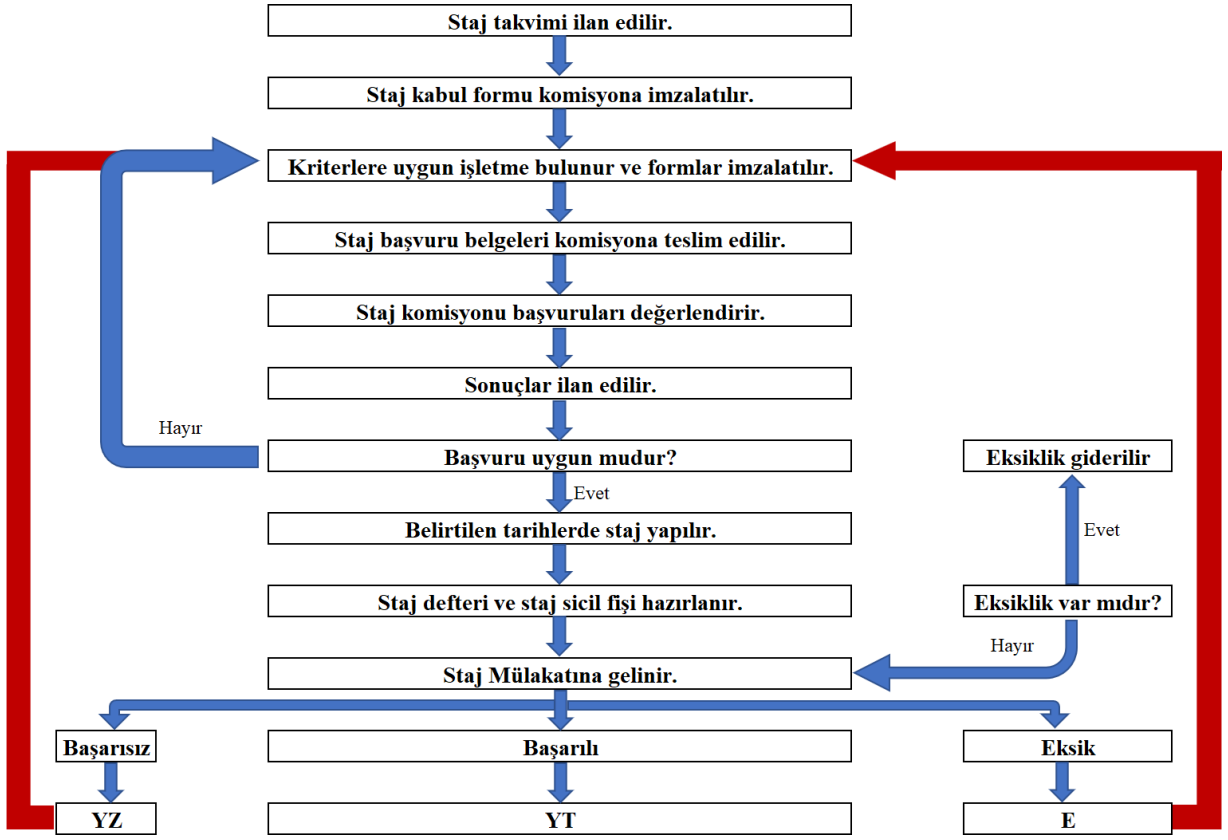 Staj takvimi ilan edilir.
Staj kabul formu komisyona imzalatılır.
Kriterlere uygun işletme bulunur ve formlar imzalatılır.
Staj başvuru belgeleri komisyona teslim edilir.
Staj komisyonu başvuruları değerlendirir.
Sonuçlar ilan edilir.
Hayır
Başvuru uygun mudur?
Eksiklik giderilir
Evet
Belirtilen tarihlerde staj yapılır.
Evet
Staj defteri ve staj sicil fişi hazırlanır.
Eksiklik var mıdır?
Hayır
Staj Mülakatına gelinir.
Başarısız
Başarılı
Eksik
YZ
YT
E